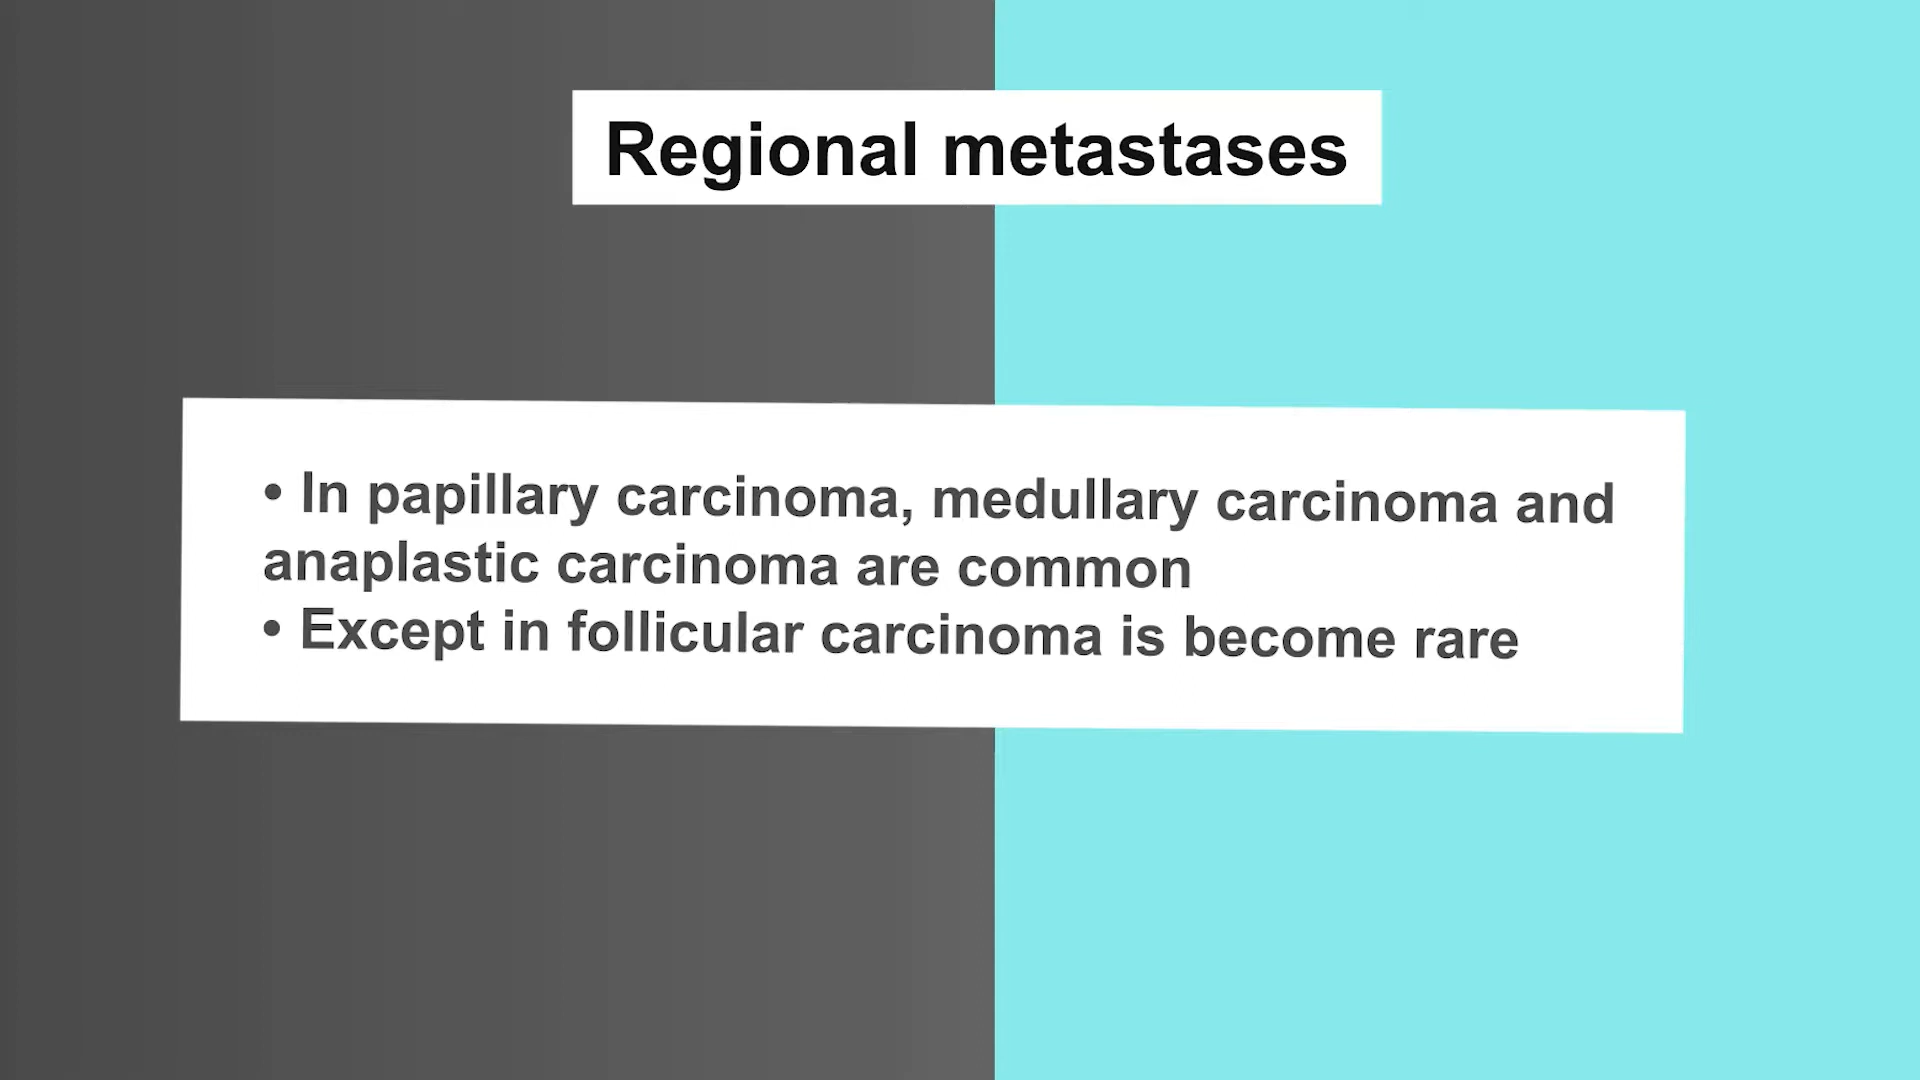 Regional metastases
• In papillary carcinoma, medullary carcinoma and
anaplastic carcinoma are common
• Except in follicular carcinoma is become rare